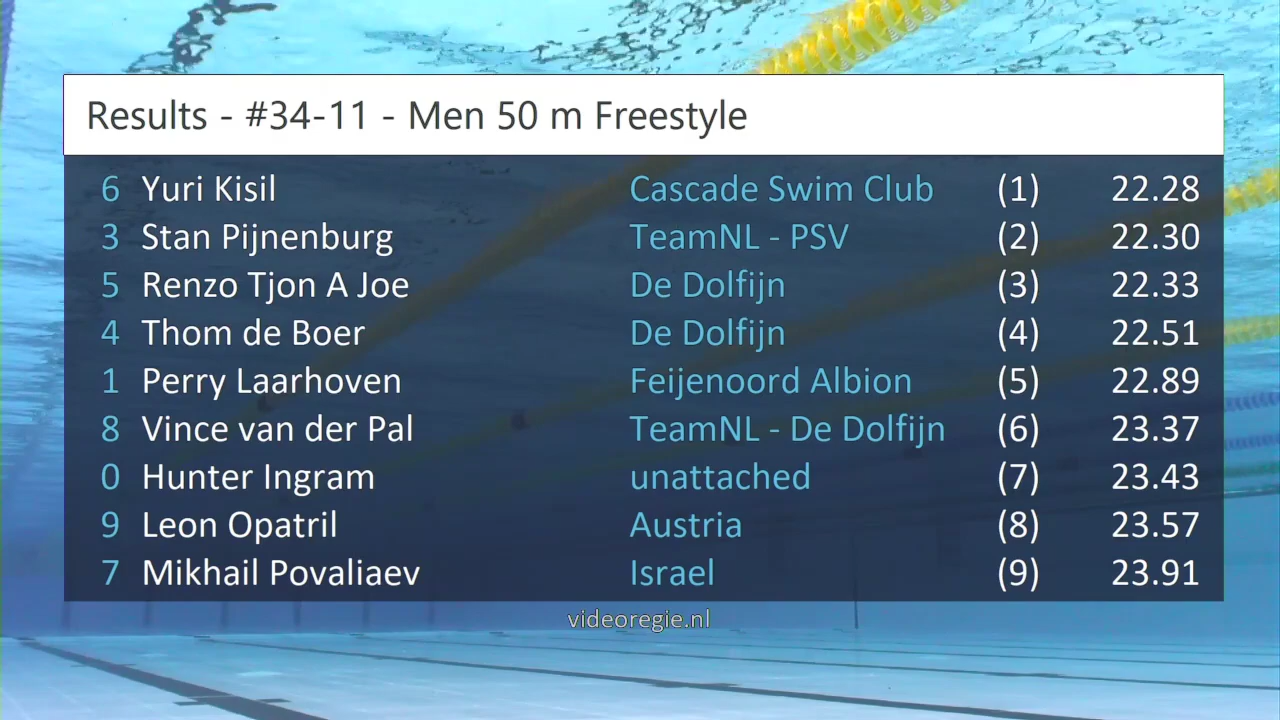 Results - #34-11 - Men 50 m Freestyle
6 Yuri Kisil Cascade Swim Club (1) 22.28
3 Stan Pijnenburg TeamNL - PSV (2) 22.30
5 Renzo Tjon A Joe De Dolfijn (3) 22.33
4 Thom de Boer De Dolfijn (4) 22.51
1 Perry Laarhoven Feijenoord Albion (5) 22.89
8 Vince van der Pal TeamNL - De Dolfijn (6) 23.37
0 Hunter Ingram unattached (7) 23.43
9 Leon Opatril Austria (8) 23.57
7 Mikhail Povaliaev Israel (9) 23.91
videoregie.nl